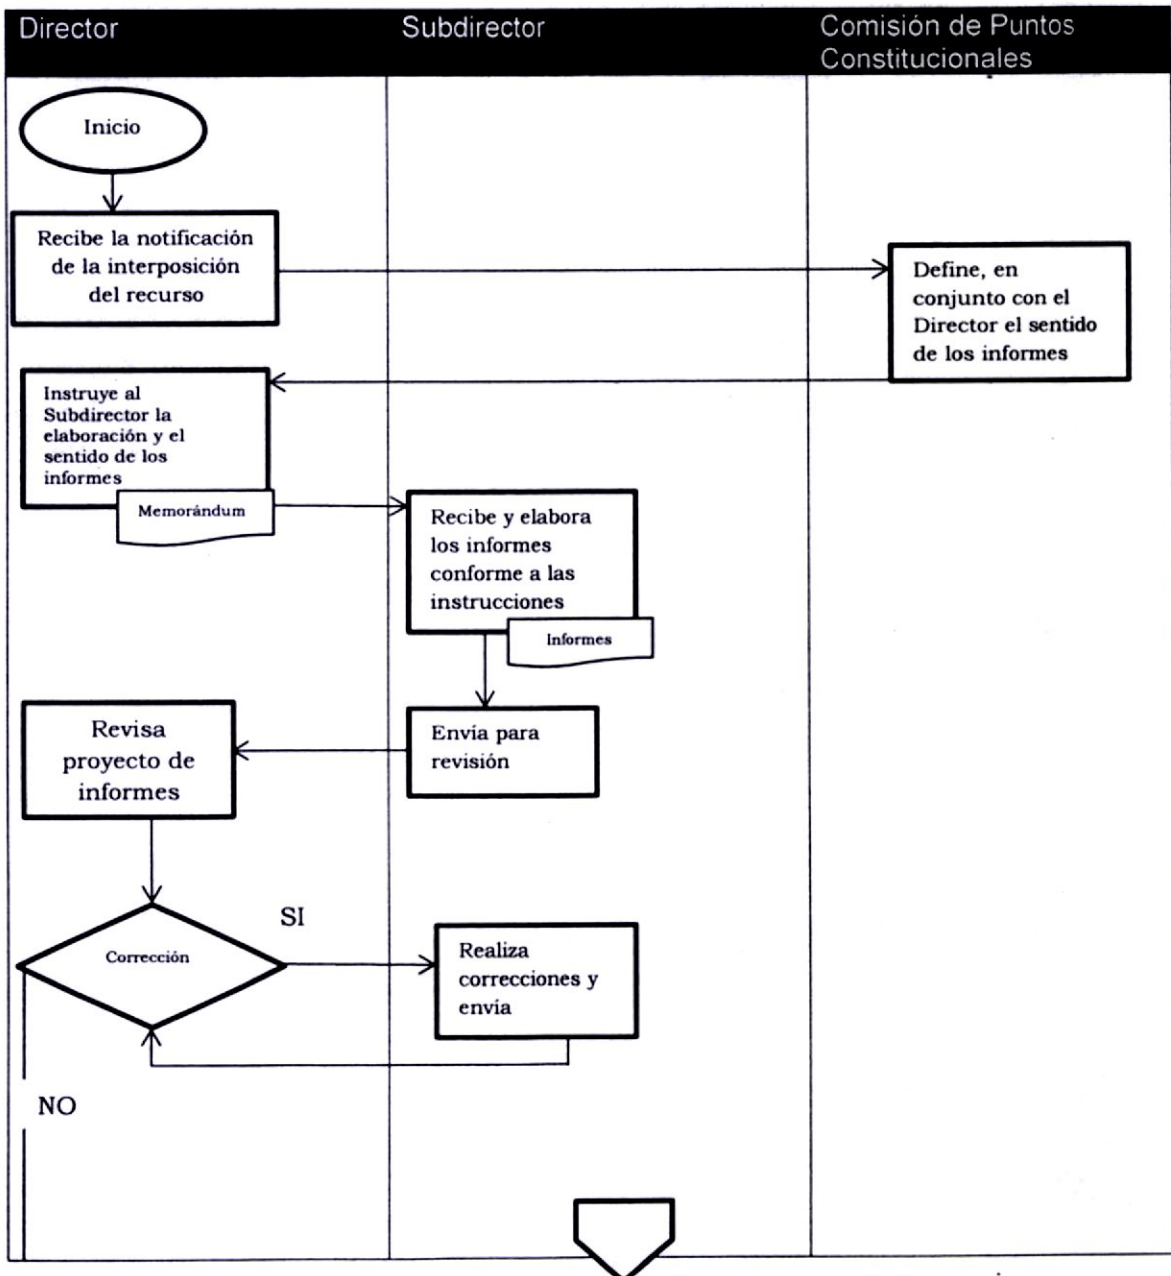 Director
Subdirector
Comisión de Puntos
Constitucionales
Inicio
Recibe la notificación
de la interposición
del recurso
Define, en
conjunto con el
Director el sentido
de los informes
Instruye al
Subdirector la
elaboración y el
sentido de los
informes
Memorándum
Recibe y elabora
los informes
conforme a las
instrucciones
Informes
Envía para
revisión
Revisa
proyecto de
informes
Corrección
SI
Realiza
correcciones y
envía
NO